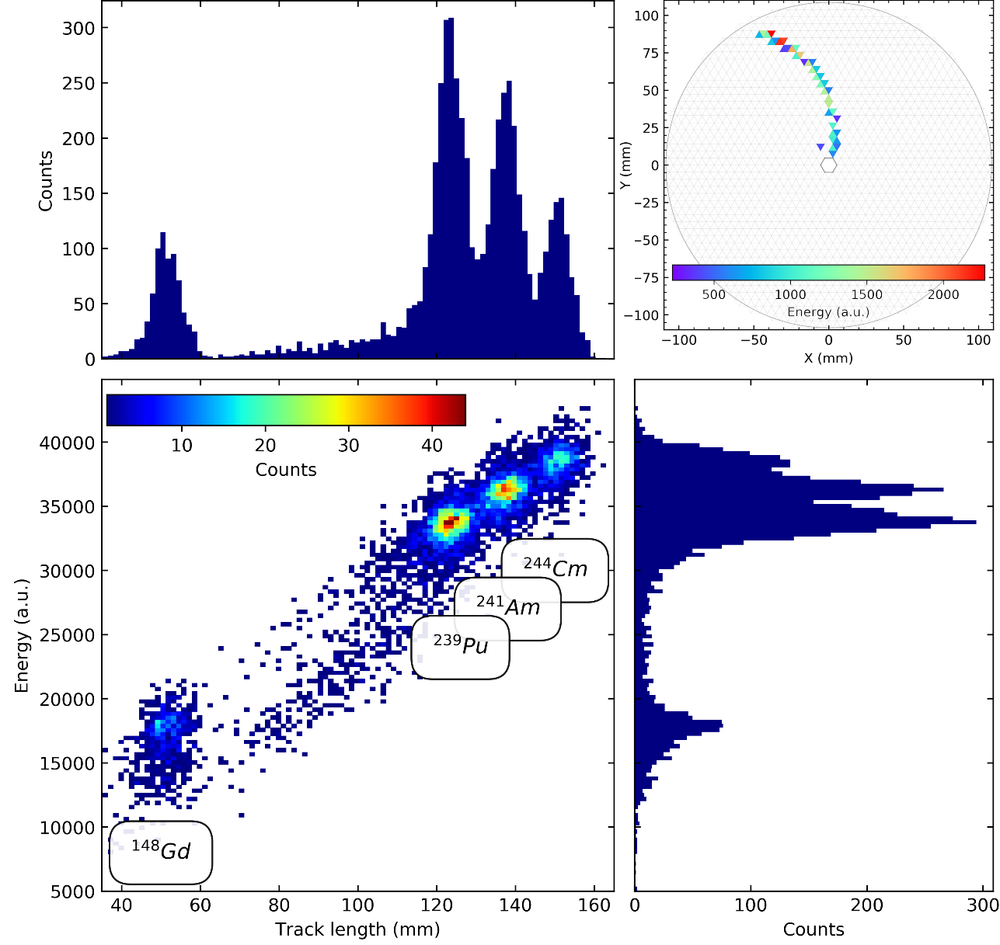 300
250
200
150
100
50
0
Counts
100
75
50
25
0
−25
−50
−75
−100
Y (mm)
500 1000 1500 2000
Energy (a.u.)
−100 −50 0 50 100
X (mm)
40000
35000
30000
25000
20000
15000
10000
5000
Energy (a.u.)
10 20 30 40
Counts
²⁴⁴Cm
²⁴¹Am
²³⁹Pu
¹⁴⁸Gd
40 60 80 100 120 140 160
Track length (mm)
0 100 200 300
Counts